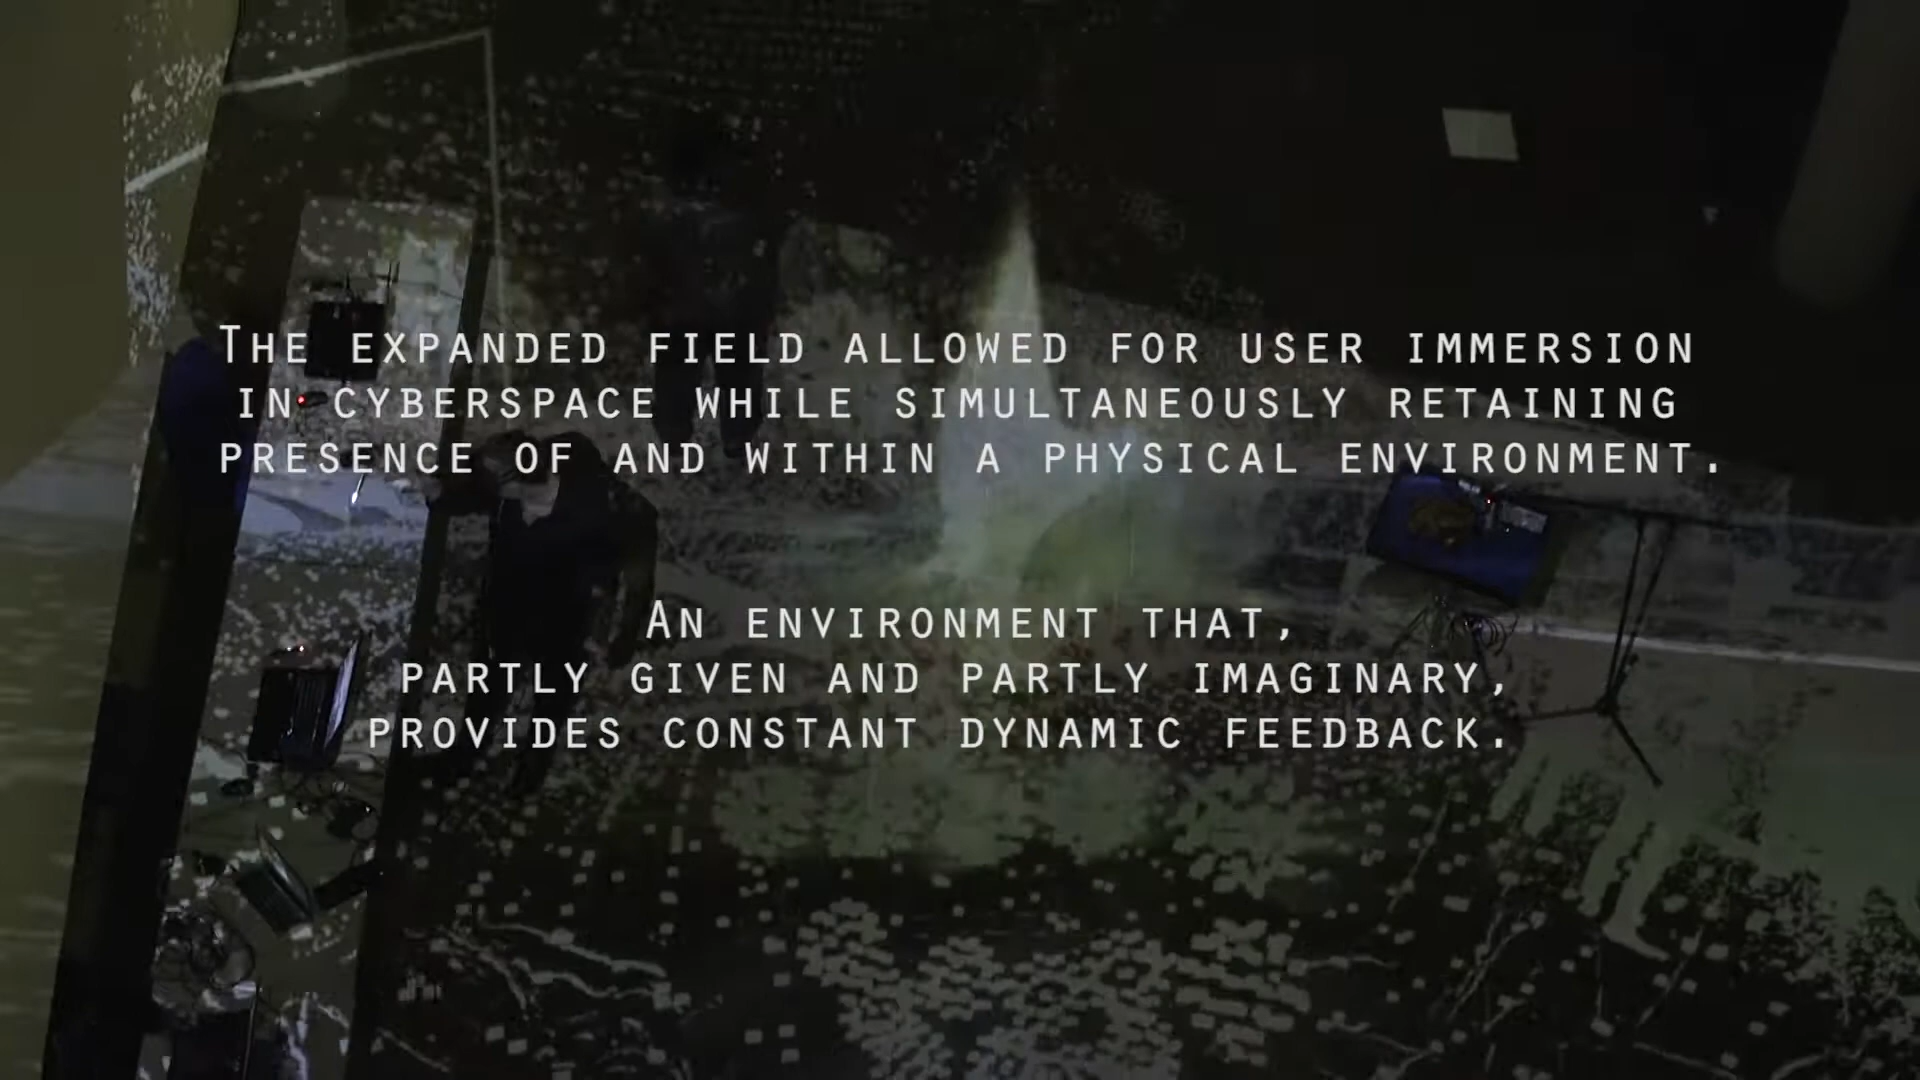 The expanded field allowed for user immersion
in cyberspace while simultaneously retaining
presence of and within a physical environment.
An environment that,
partly given and partly imaginary,
provides constant dynamic feedback.